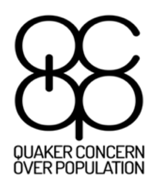 QC
OP
QUAKER CONCERN
OVER POPULATION